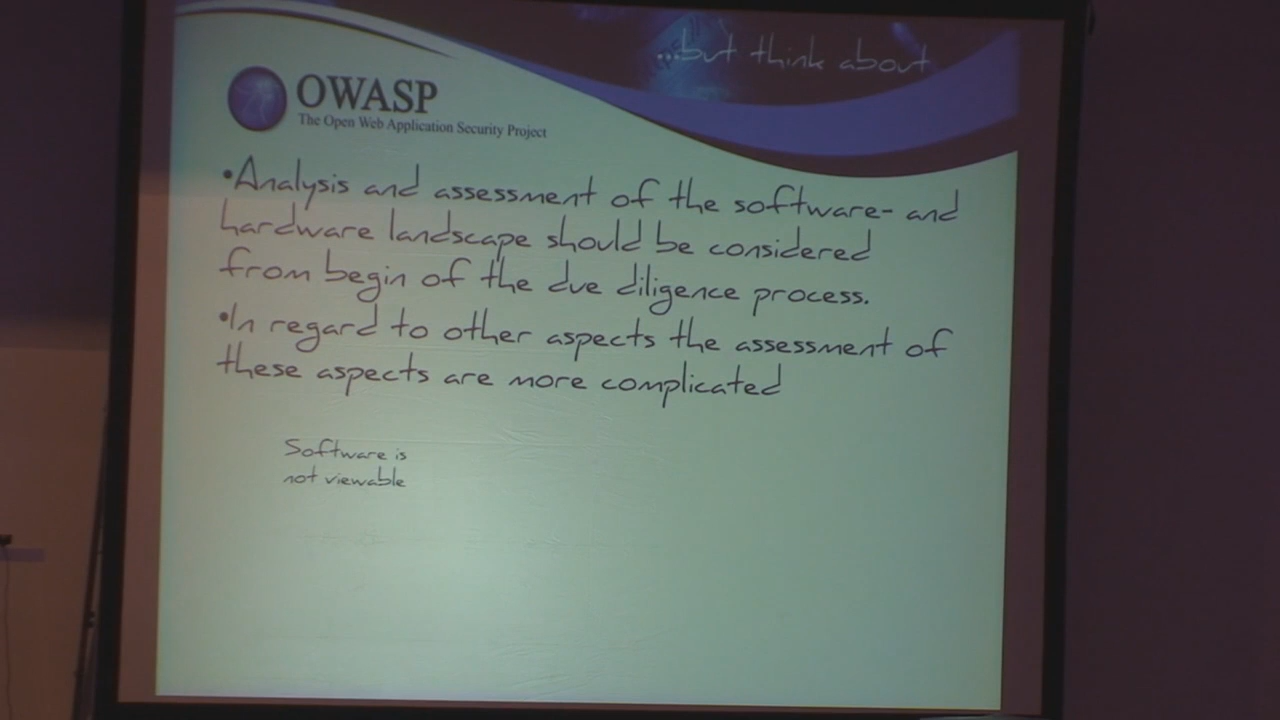 ...but think about
OWASP
The Open Web Application Security Project
•Analysis and assessment of the software- and
hardware landscape should be considered
from begin of the due diligence process.
•In regard to other aspects the assessment of
these aspects are more complicated
Software is
not viewable